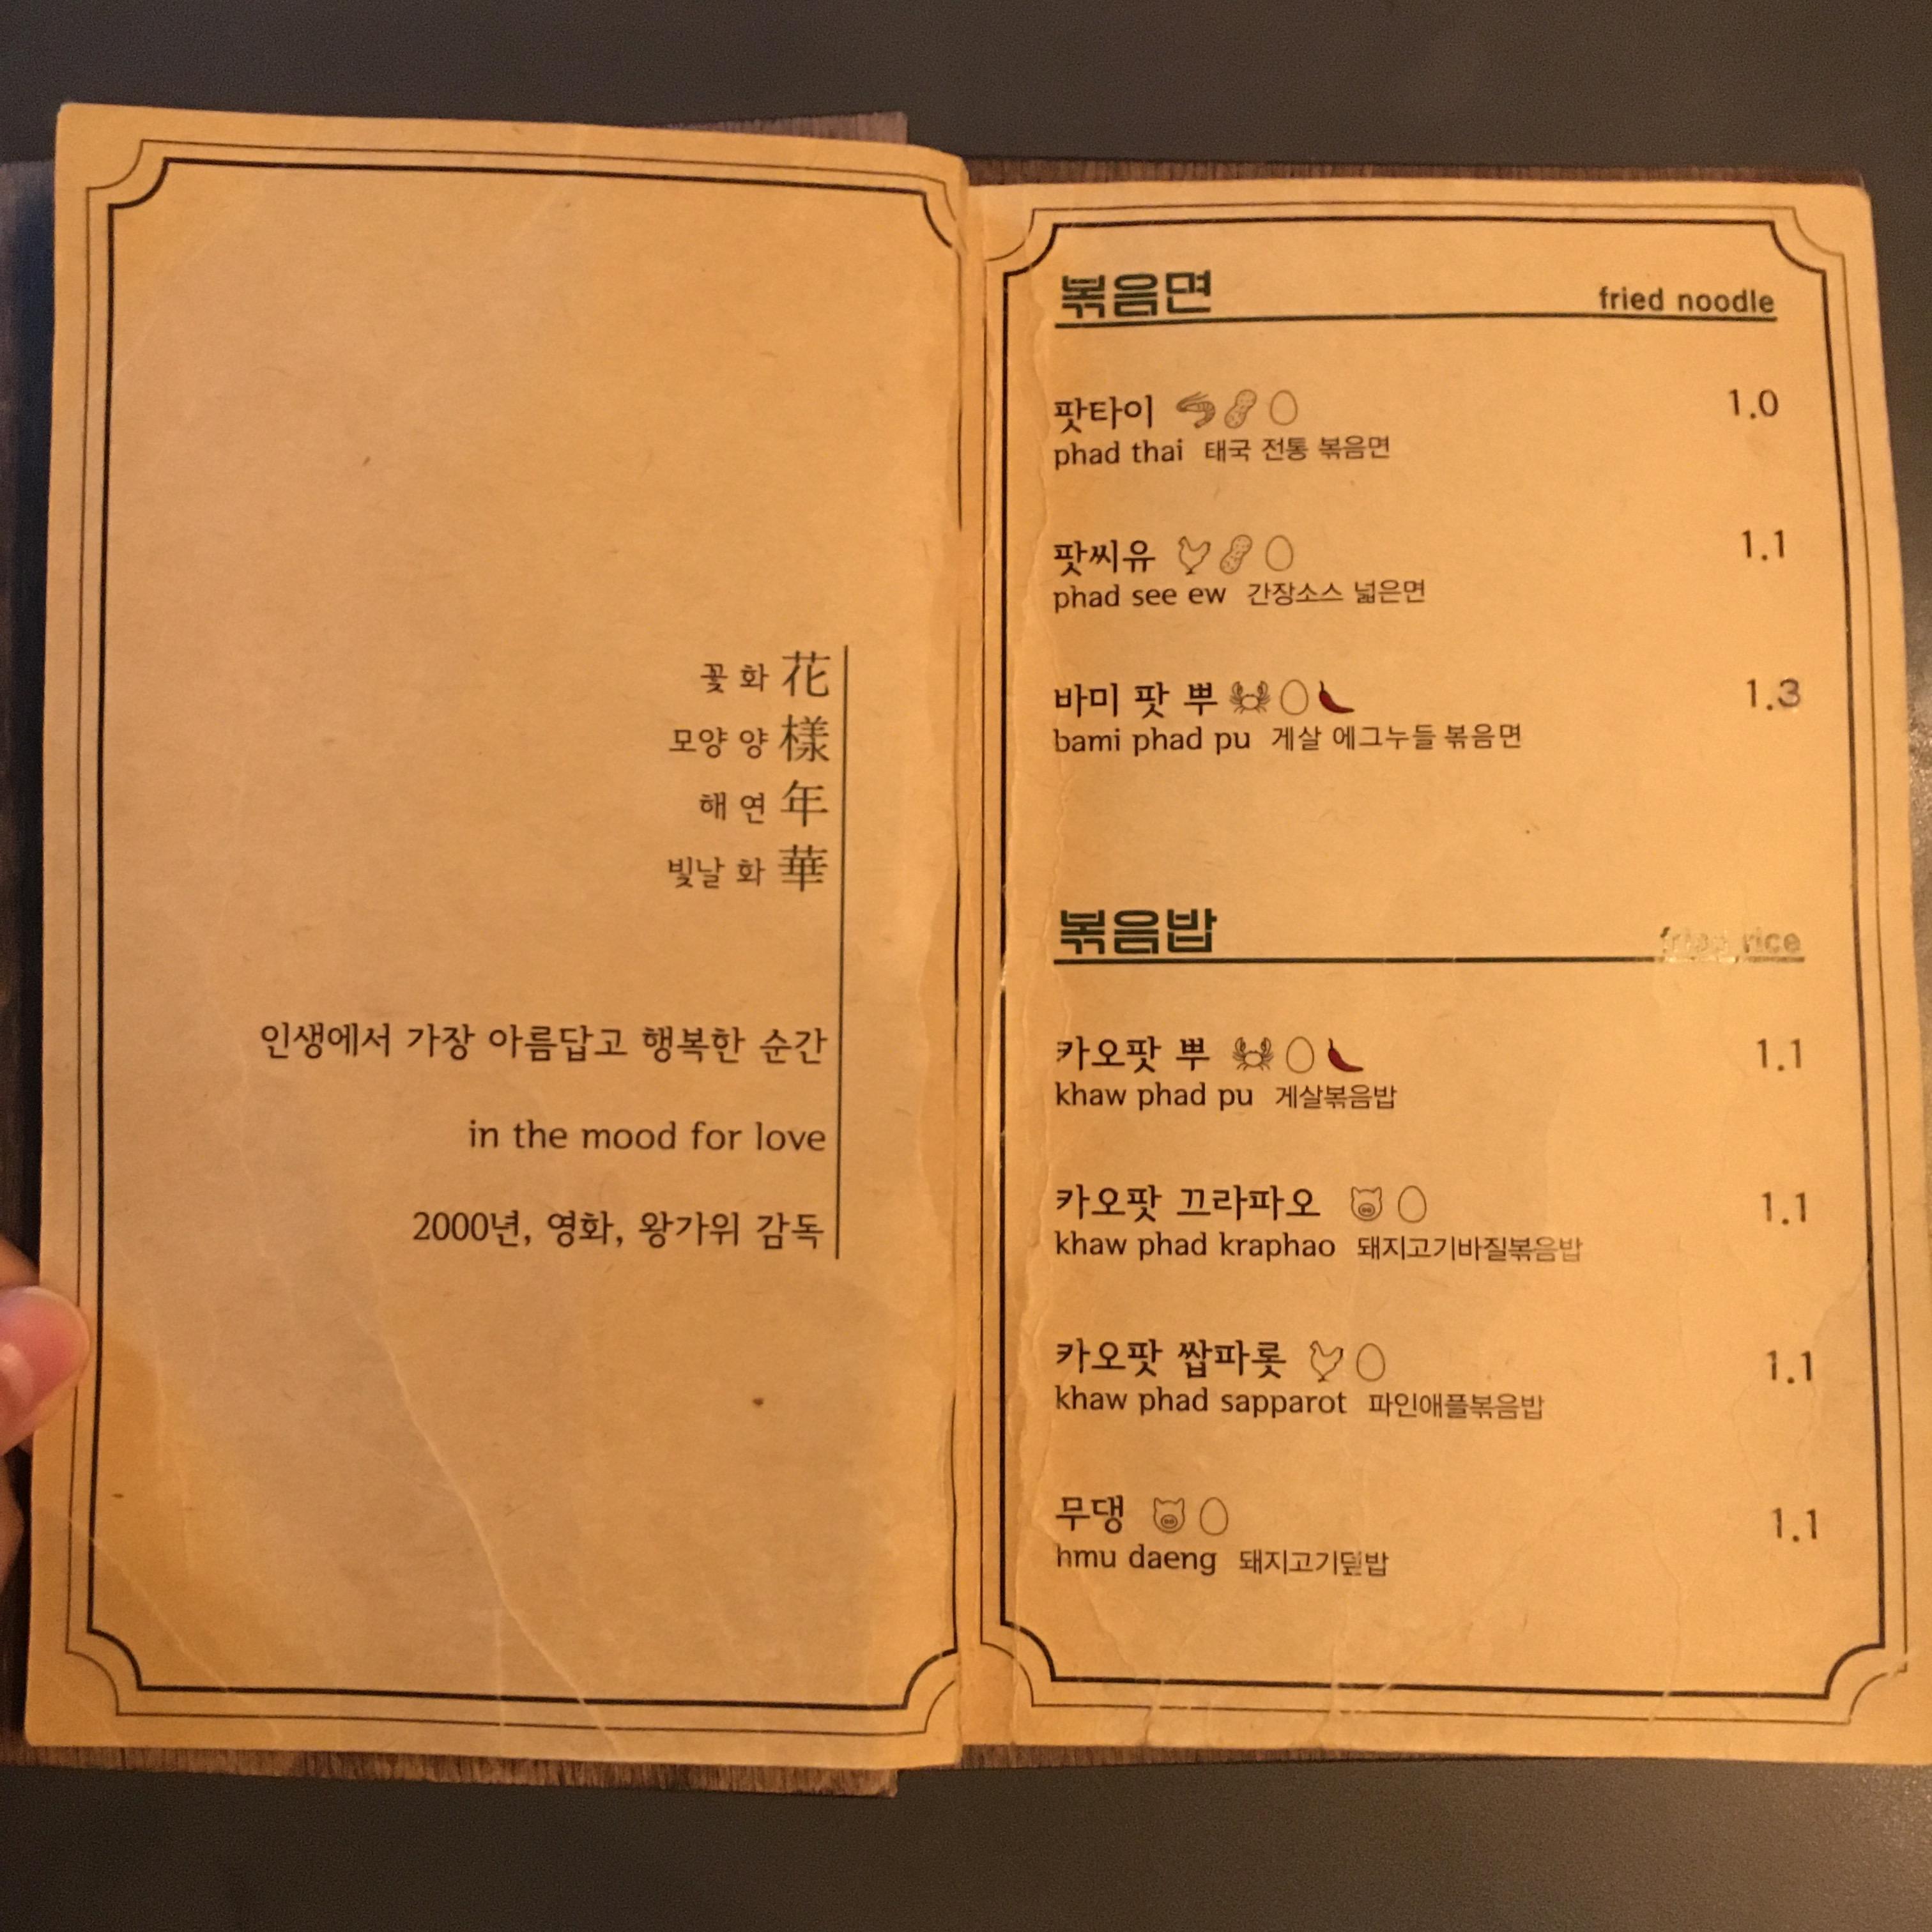 꽃 화 花
모양 양 樣
해 연 年
빛날 화 華
인생에서 가장 아름답고 행복한 순간
in the mood for love
2000년, 영화, 왕가위 감독
볶음면 fried noodle
팟타이 1.0
phad thai 태국 전통 볶음면
팟씨유 1.1
phad see ew 간장소스 넓은면
바미 팟 뿌 1.3
bami phad pu 게살 에그누들 볶음면
볶음밥 fried rice
카오팟 뿌 1.1
khaw phad pu 게살볶음밥
카오팟 끄라파오 1.1
khaw phad kraphao 돼지고기바질볶음밥
카오팟 쌉파롯 1.1
khaw phad sapparot 파인애플볶음밥
무댕 1.1
hmu daeng 돼지고기덮밥